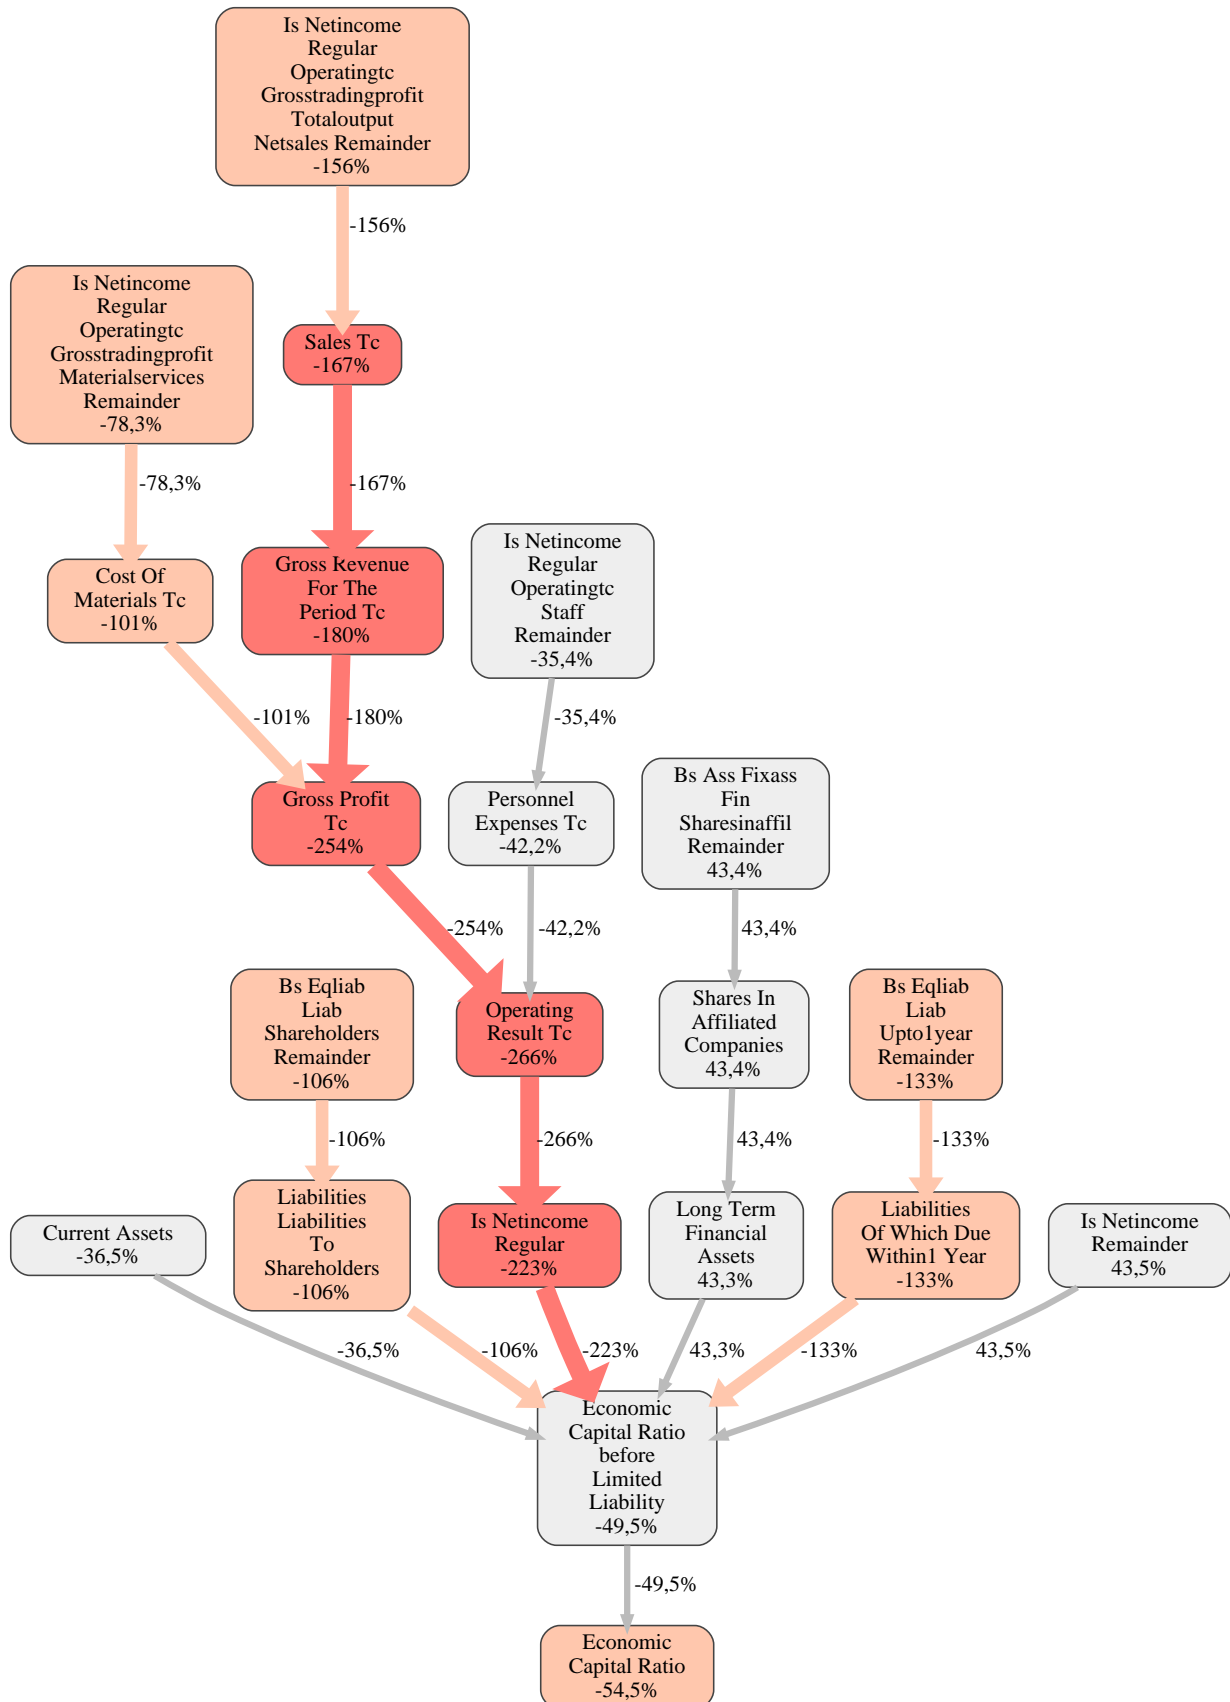 Is Netincome
Regular
Operatingtc
Grosstradingprofit
Totaloutput
Netsales Remainder
-156%
-156%
Is Netincome
Regular
Operatingtc
Grosstradingprofit
Materialservices
Remainder
-78,3%
Sales Tc
-167%
-78,3%
-167%
Is Netincome
Regular
Operatingtc
Staff
Remainder
-35,4%
Cost Of
Materials Tc
-101%
Gross Revenue
For The
Period Tc
-180%
-101%
-180%
-35,4%
Bs Ass Fixass
Fin
Sharesinaffil
Remainder
43,4%
Gross Profit
Tc
-254%
Personnel
Expenses Tc
-42,2%
-254%
-42,2%
43,4%
Bs Eqliab
Liab
Shareholders
Remainder
-106%
Operating
Result Tc
-266%
Shares In
Affiliated
Companies
43,4%
Bs Eqliab
Liab
Upto1year
Remainder
-133%
-106%
-266%
43,4%
-133%
Current Assets
-36,5%
Liabilities
Liabilities
To
Shareholders
-106%
Is Netincome
Regular
-223%
Long Term
Financial
Assets
43,3%
Liabilities
Of Which Due
Within1 Year
-133%
Is Netincome
Remainder
43,5%
-36,5%
-106%
-223%
43,3%
-133%
43,5%
Economic
Capital Ratio
before
Limited
Liability
-49,5%
-49,5%
Economic
Capital Ratio
-54,5%